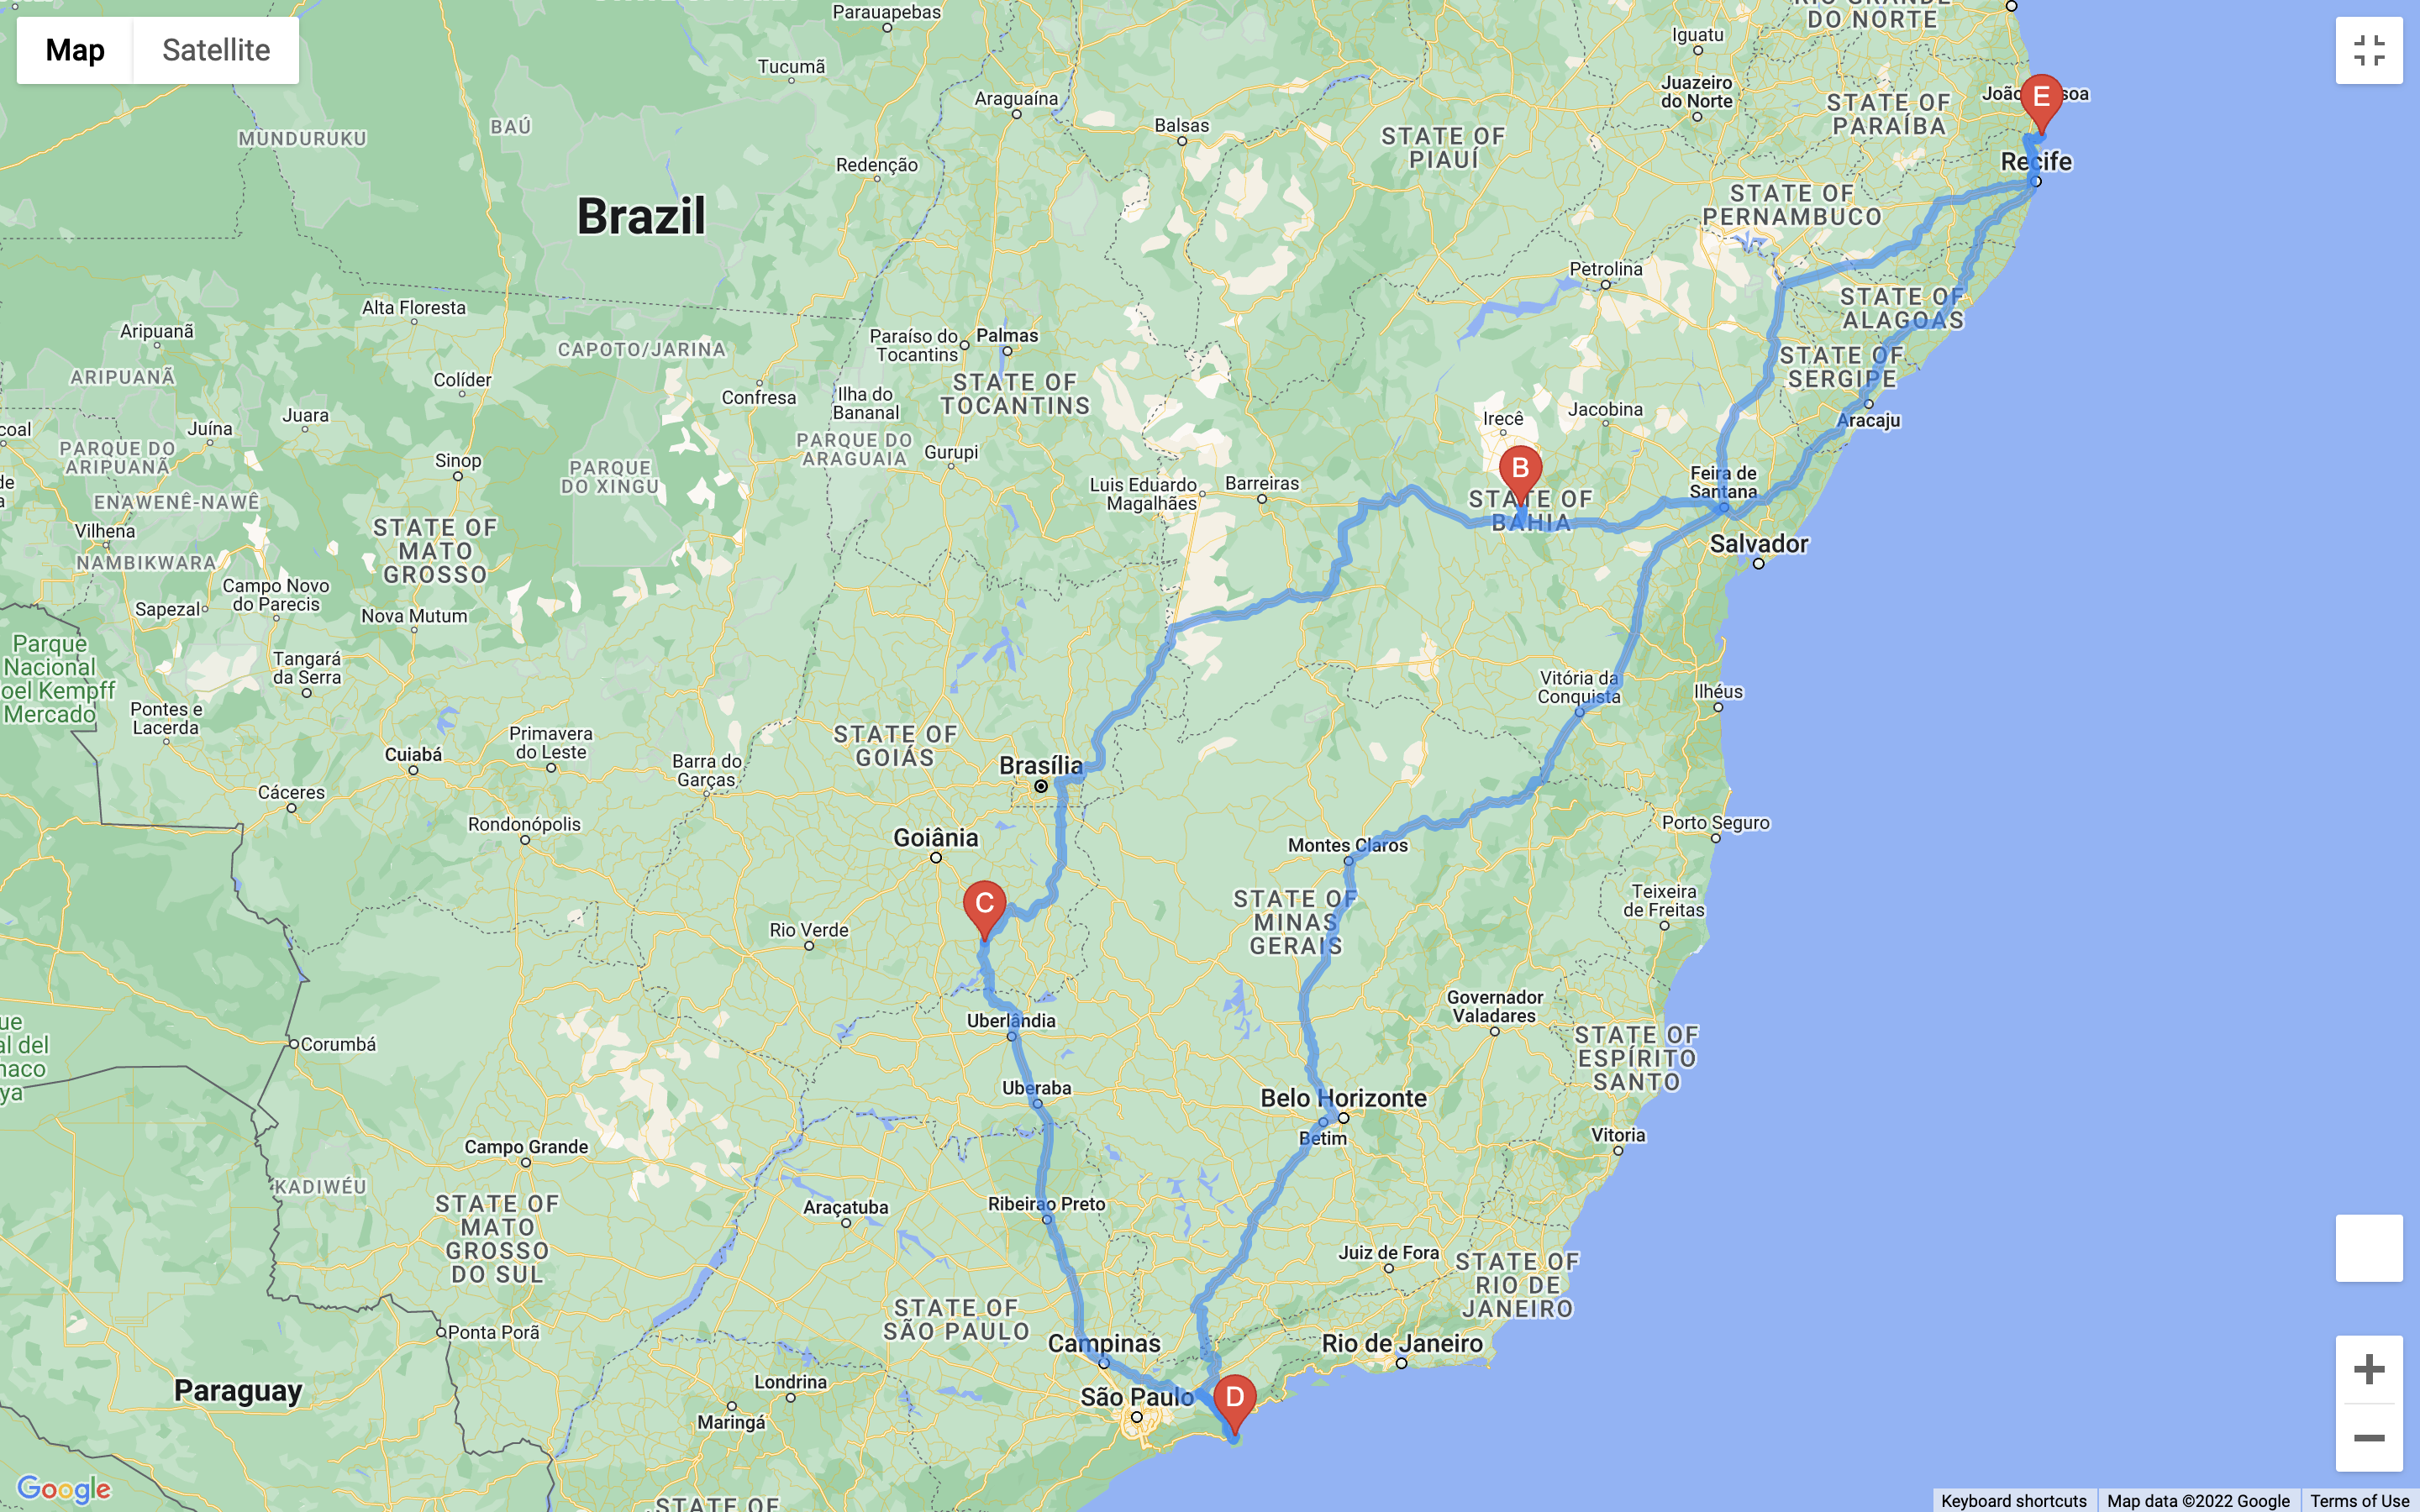 Map
Satellite
RIO GRANDE
DO NORTE
Parauapebas
Iguatu
Tucumã
Juazeiro
do Norte
Araguaína
STATE OF
PARAÍBA
E
Balsas
MUNDURUKU
BAÚ
STATE OF
PIAUÍ
Redenção
Recife
Brazil
STATE OF
PERNAMBUCO
Petrolina
Alta Floresta
STATE OF
ALAGOAS
Aripuanã
Paraíso do
Tocantins
Palmas
CAPOTO/JARINA
STATE OF
SERGIPE
ARIPUANÃ
Colíder
Confresa
Ilha do
Bananal
STATE OF
TOCANTINS
Juara
Irecê
Jacobina
Aracaju
Juína
coal
PARQUE DO
ARIPUANÃ
PARQUE DO
ARAGUAIA
Gurupi
Sinop
PARQUE
DO XINGU
B
Feira de
Santana
de
a
Luis Eduardo
Magalhães
Barreiras
ENAWENÊ-NAWÊ
STATE OF
BAHIA
Vilhena
STATE OF
MATO
GROSSO
NAMBIKWARA
Salvador
Campo Novo
do Parecis
Sapezal
Nova Mutum
Parque
Nacional
oel Kempff
Mercado
Tangará
da Serra
Vitória da
Conquista
Ilhéus
Pontes e
Lacerda
Primavera
do Leste
STATE OF
GOIÁS
Cuiabá
Barra do
Garças
Brasília
Cáceres
Rondonópolis
Porto Seguro
Goiânia
Montes Claros
C
Teixeira
de Freitas
STATE OF
MINAS
GERAIS
Rio Verde
Governador
Valadares
Uberlândia
que
al del
haco
ya
Corumbá
STATE OF
ESPÍRITO
SANTO
Uberaba
Belo Horizonte
Betim
Vitoria
Campo Grande
KADIWÉU
STATE OF
MATO
GROSSO
DO SUL
Araçatuba
Ribeirao Preto
Juiz de Fora
STATE OF
RIO DE
JANEIRO
STATE OF
SÃO PAULO
Ponta Porã
Campinas
Rio de Janeiro
Paraguay
Londrina
São Paulo
D
Maringá
Google
STATE OF
Keyboard shortcuts
Map data ©2022 Google
Terms of Use